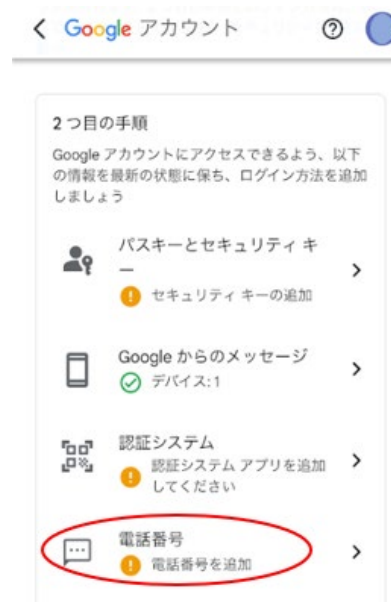 Google アカウント
2 つ目の手順
Google アカウントにアクセスできるよう、以下
の情報を最新の状態に保ち、ログイン方法を追加
しましょう
パスキーとセキュリティ キ
ー
セキュリティ キーの追加
Google からのメッセージ
デバイス:1
認証システム
認証システム アプリを追加
してください
電話番号
電話番号を追加